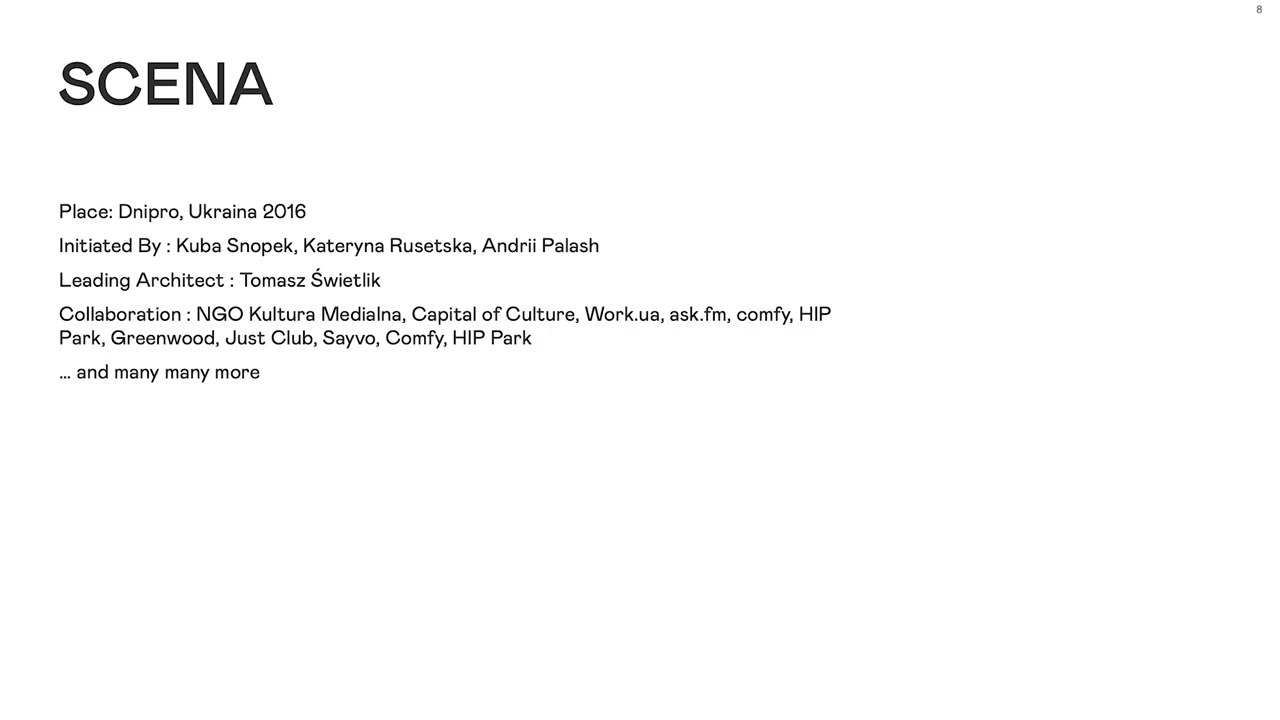 8
SCENA
Place: Dnipro, Ukraina 2016
Initiated By : Kuba Snopek, Kateryna Rusetska, Andrii Palash
Leading Architect : Tomasz Świetlik
Collaboration : NGO Kultura Medialna, Capital of Culture, Work.ua, ask.fm, comfy, HIP
Park, Greenwood, Just Club, Sayvo, Comfy, HIP Park
... and many many more